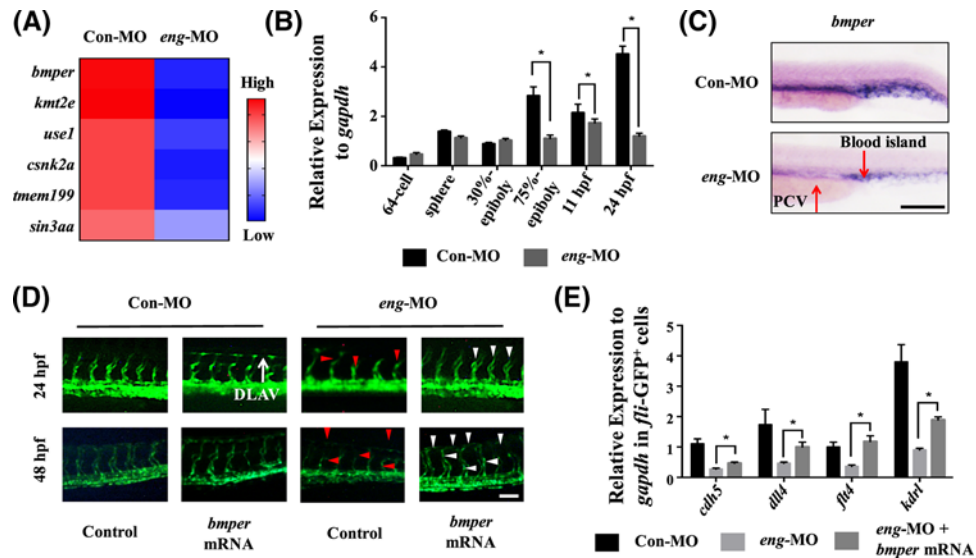 (A)
Con-MO eng-MO
bmper
kmt2e
use1
csnk2a
tmem199
sin3aa
High
Low
(B)
Relative Expression
to gapdh
6
4
2
0
*
*
*
64-cell
sphere
30%-
epiboly
75%-
epiboly
11 hpf
24 hpf
Con-MO eng-MO
(C)
bmper
Con-MO
eng-MO
Blood island
PCV
(D)
Con-MO eng-MO
24 hpf
DLAV
48 hpf
Control
bmper
mRNA
Control
bmper
mRNA
(E)
Relative Expression to
gapdh in fli-GFP+ cells
5
4
3
2
1
0
*
*
*
*
cdh5
dll4
flt4
kdrl
Con-MO eng-MO eng-MO +
bmper mRNA